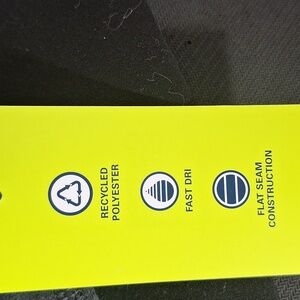 RECYCLED
POLYESTER
FAST DRI
FLAT SEAM
CONSTRUCTION